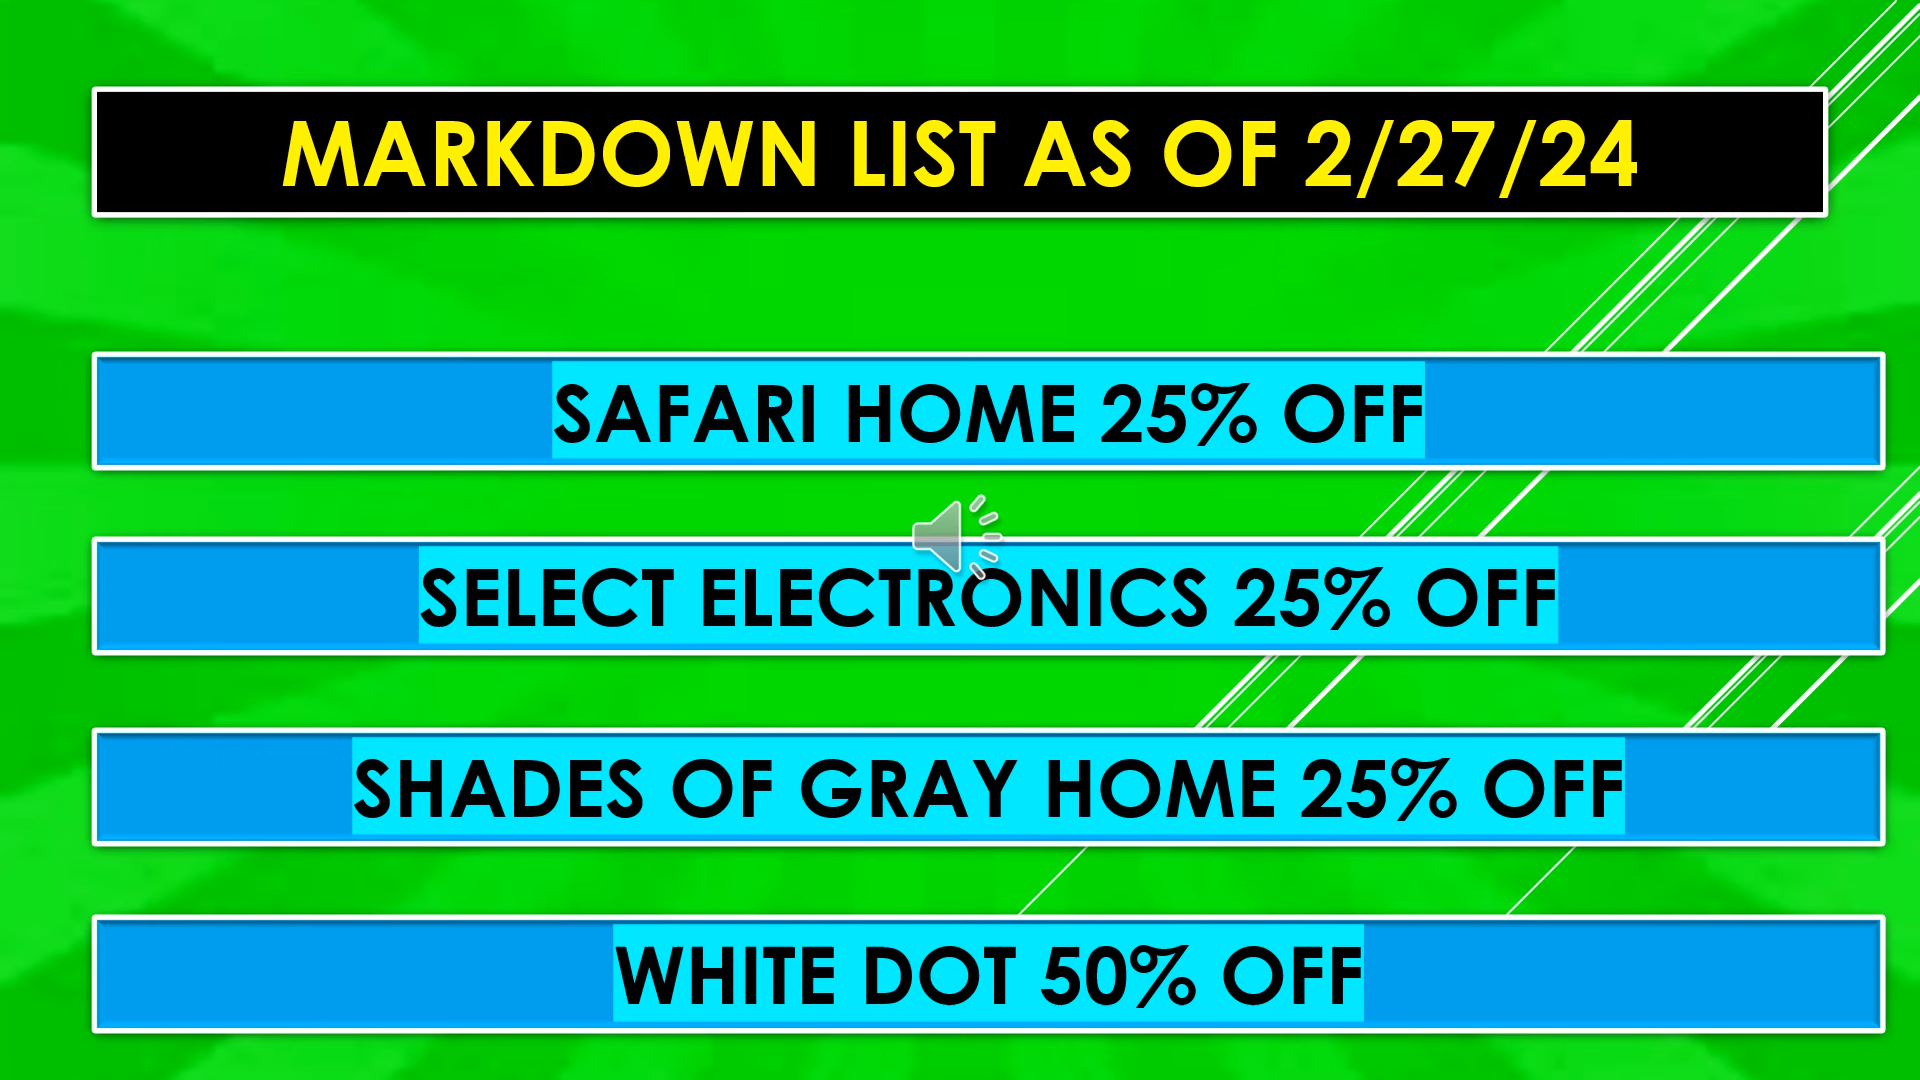 MARKDOWN LIST AS OF 2/27/24
SAFARI HOME 25% OFF
SELECT ELECTRONICS 25% OFF
SHADES OF GRAY HOME 25% OFF
WHITE DOT 50% OFF